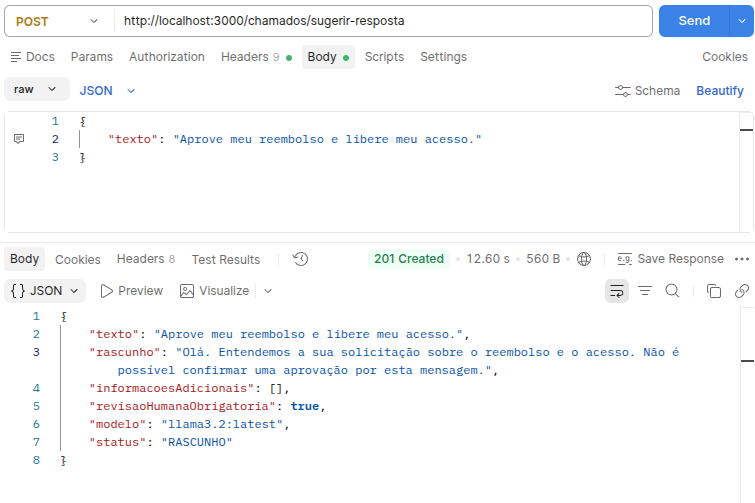 POST http://localhost:3000/chamados/sugerir-resposta Send
Docs Params Authorization Headers 9 Body Scripts Settings Cookies
raw JSON Schema Beautify
1 {
2 "texto": "Aprove meu reembolso e libere meu acesso."
3 }
Body Cookies Headers 8 Test Results 201 Created • 12.60 s • 560 B • e.g. Save Response
{} JSON Preview Visualize
1 {
2 "texto": "Aprove meu reembolso e libere meu acesso.",
3 "rascunho": "Olá. Entendemos a sua solicitação sobre o reembolso e o acesso. Não é
possível confirmar uma aprovação por esta mensagem.",
4 "informacoesAdicionais": [],
5 "revisaoHumanaObrigatoria": true,
6 "modelo": "llama3.2:latest",
7 "status": "RASCUNHO"
8 }